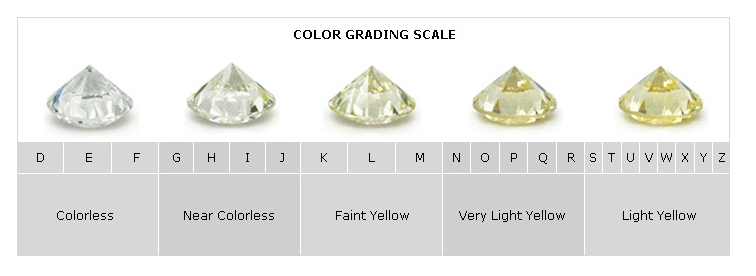 COLOR GRADING SCALE
D E F G H I J K L M N O P Q R S T U V W X Y Z
Colorless Near Colorless Faint Yellow Very Light Yellow Light Yellow